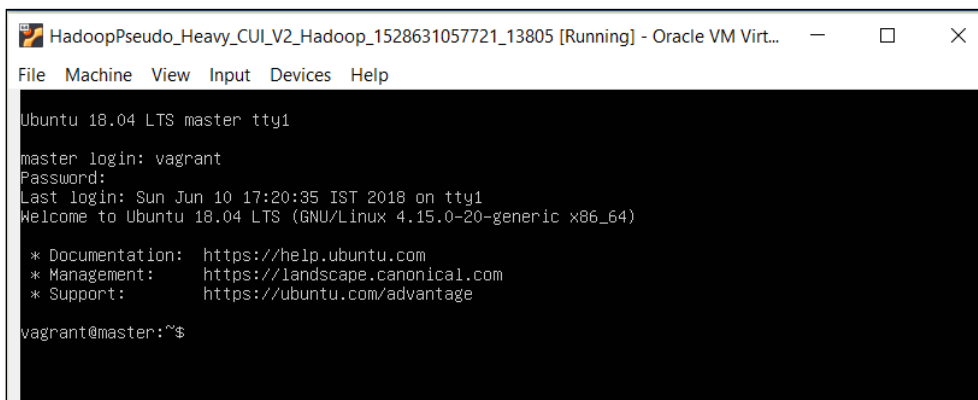 HadoopPseudo_Heavy_CUI_V2_Hadoop_1528631057721_13805 [Running] - Oracle VM Virt...
File Machine View Input Devices Help
Ubuntu 18.04 LTS master tty1
master login: vagrant
Password:
Last login: Sun Jun 10 17:20:35 IST 2018 on tty1
Welcome to Ubuntu 18.04 LTS (GNU/Linux 4.15.0-20-generic x86_64)
* Documentation: https://help.ubuntu.com
* Management: https://landscape.canonical.com
* Support: https://ubuntu.com/advantage
vagrant@master:~$